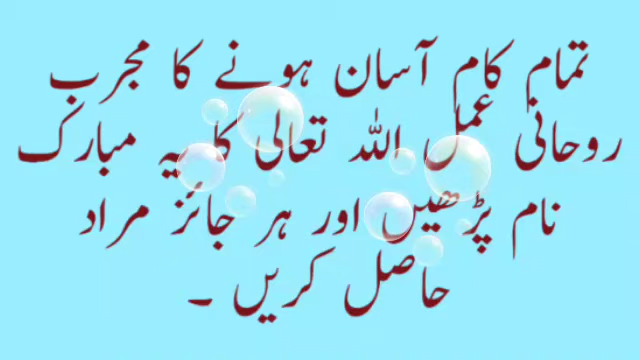 تمام کام آسان ہونے کا مجرب
روحانی عمل اللہ تعالی کا یہ مبارک
نام پڑھیں اور ہر جائز مراد
حاصل کریں ۔